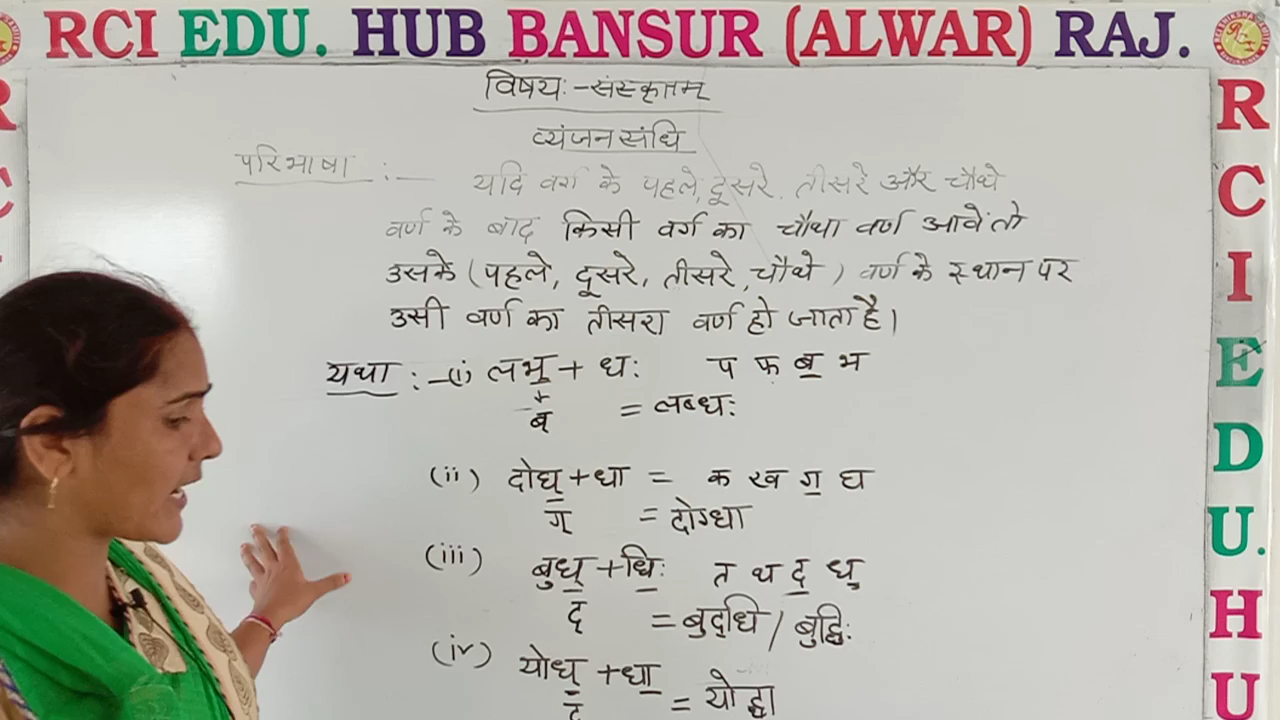 RCI EDU. HUB BANSUR (ALWAR) RAJ.
विषयः-संस्कृतम्
व्यंजन संधि
परिभाषा :— यदि वर्ग के पहले, दूसरे, तीसरे और चौथे
वर्ण के बाद किसी वर्ग का चौथा वर्ण आवे तो
उसके (पहले, दूसरे, तीसरे, चौथे) वर्ण के स्थान पर
उसी वर्ण का तीसरा वर्ण हो जाता है।
यथा :-(i) लभ् + धः प फ ब भ
ब् = लब्धः
(ii) दोघ् + धा = क ख ग घ
ग् = दोग्धा
(iii) बुध् + धिः त थ द ध
द् = बुद्धि / बुद्धिः
(iv) योध् + धा
द् = योद्धा
R
C
I
E
D
U.
H
U
R
C